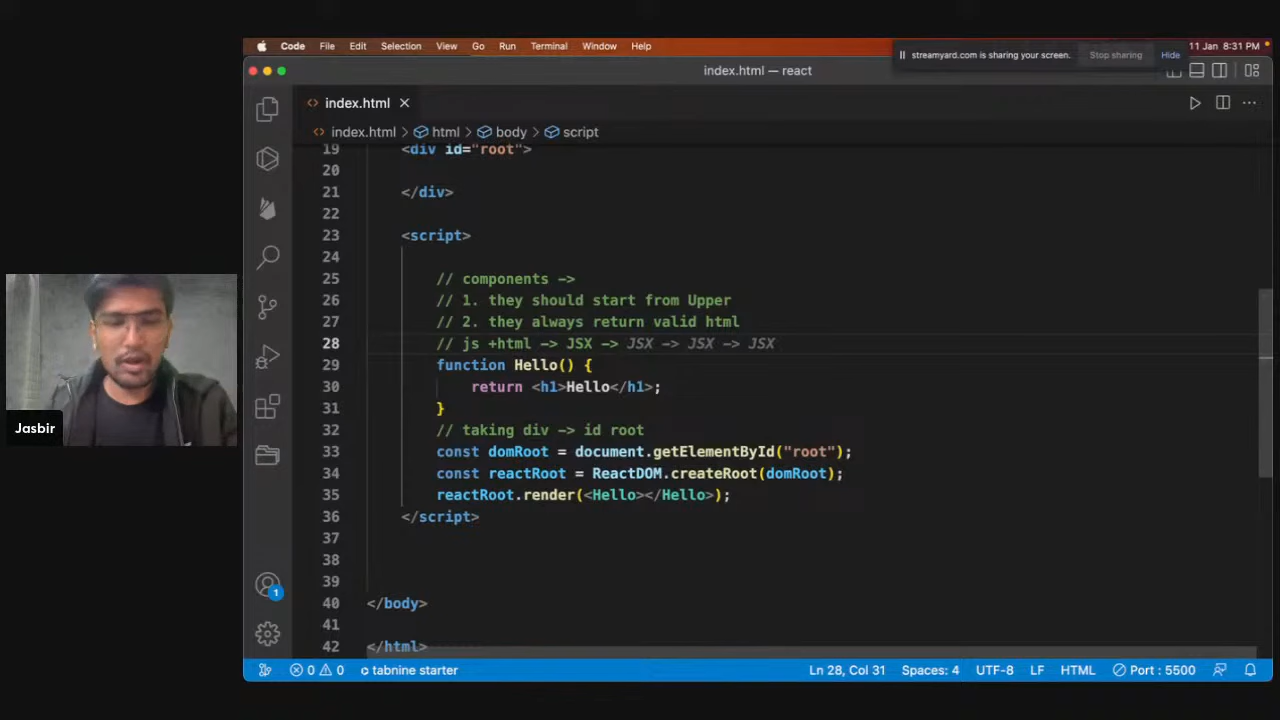 Code File Edit Selection View Go Run Terminal Window Help
streamyard.com is sharing your screen. Stop sharing Hide
11 Jan 8:31 PM
index.html — react
index.html
index.html > html > body > script
19 <div id="root">
20
21 </div>
22
23 <script>
24
25 // components ->
26 // 1. they should start from Upper
27 // 2. they always return valid html
28 // js +html -> JSX -> JSX -> JSX -> JSX
29 function Hello() {
30 return <h1>Hello</h1>;
31 }
32 // taking div -> id root
33 const domRoot = document.getElementById("root");
34 const reactRoot = ReactDOM.createRoot(domRoot);
35 reactRoot.render(<Hello></Hello>);
36 </script>
37
38
39
40 </body>
41
42 </html>
Jasbir
1
0 0 tabnine starter Ln 28, Col 31 Spaces: 4 UTF-8 LF HTML Port : 5500